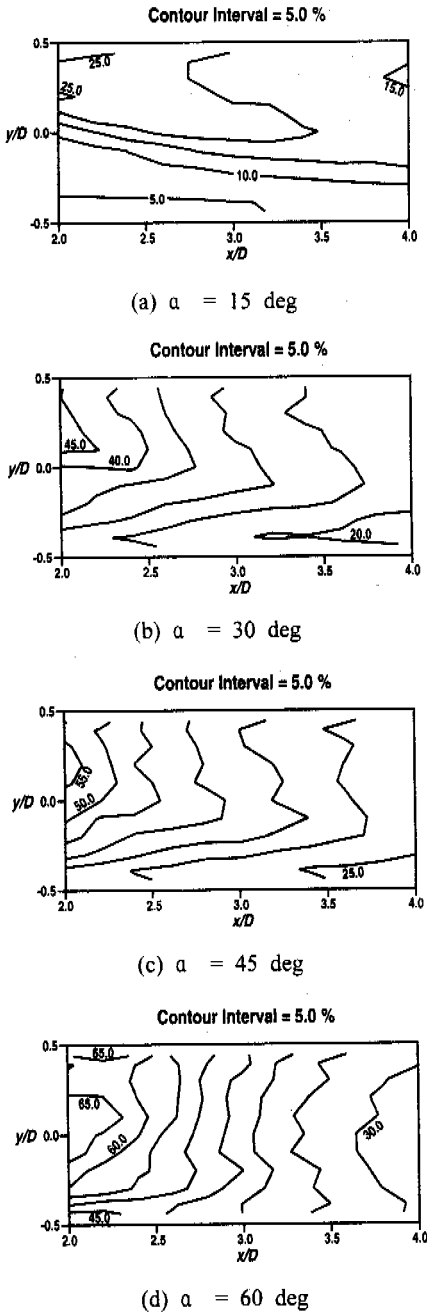 Contour Interval = 5.0 %
0.5
25.0
25.0
15.0
y/D 0.0
10.0
5.0
-0.5
2.0 2.5 3.0 3.5 4.0
x/D
(a) α = 15 deg
Contour Interval = 5.0 %
0.5
45.0
40.0
y/D 0.0
20.0
-0.5
2.0 2.5 3.0 3.5 4.0
x/D
(b) α = 30 deg
Contour Interval = 5.0 %
0.5
55.0
50.0
y/D 0.0
25.0
-0.5
2.0 2.5 3.0 3.5 4.0
x/D
(c) α = 45 deg
Contour Interval = 5.0 %
0.5
65.0
65.0
60.0
30.0
y/D 0.0
45.0
-0.5
2.0 2.5 3.0 3.5 4.0
x/D
(d) α = 60 deg